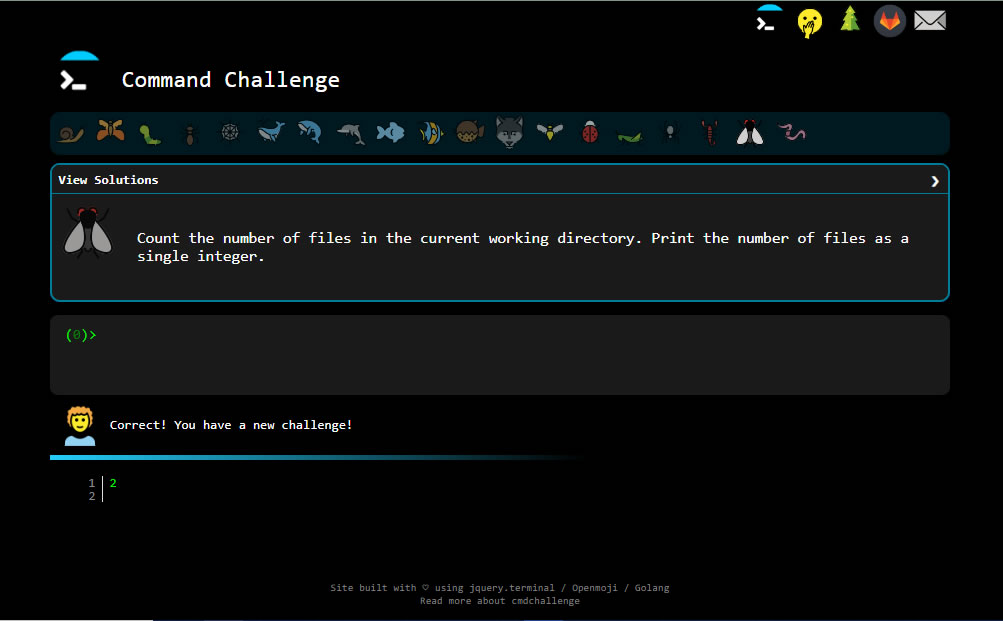 Command Challenge
View Solutions
Count the number of files in the current working directory. Print the number of files as a
single integer.
(0)>
Correct! You have a new challenge!
1 2
2
Site built with ♡ using jquery.terminal / Openmoji / Golang
Read more about cmdchallenge